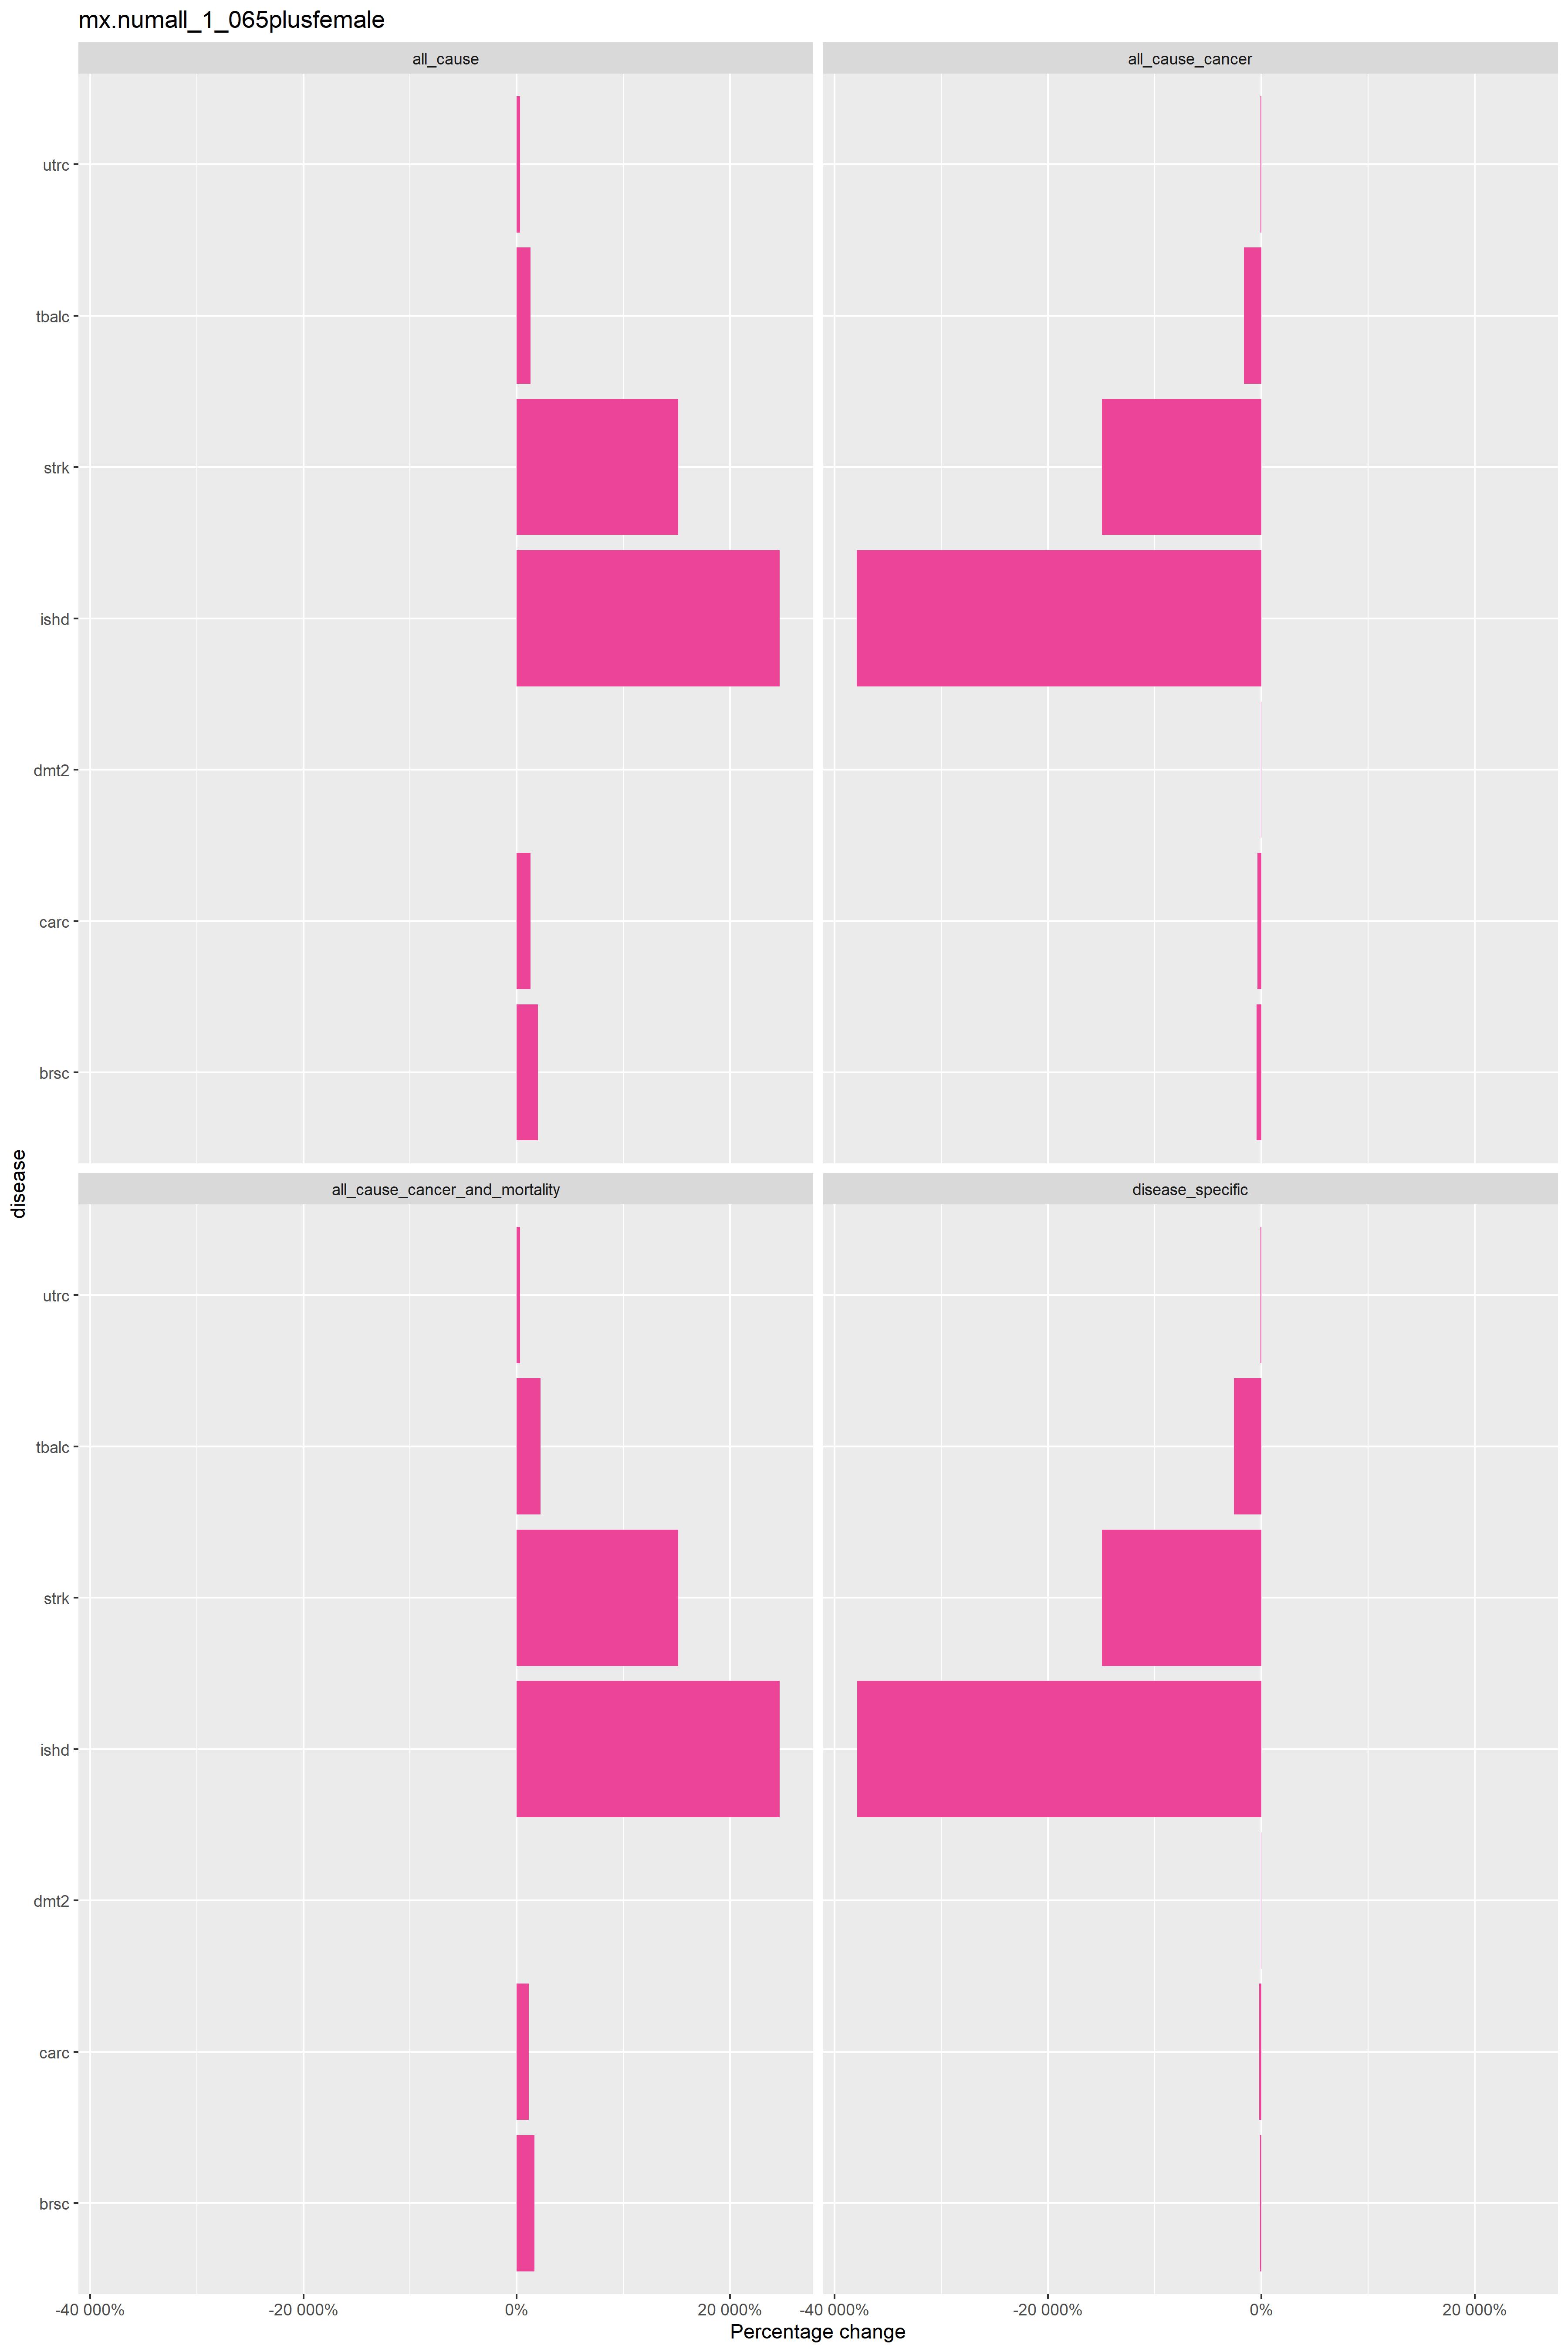 mx.numall_1_065plusfemale
all_cause
all_cause_cancer
utrc
tbalc
strk
ishd
dmt2
carc
brsc
disease
all_cause_cancer_and_mortality
disease_specific
utrc
tbalc
strk
ishd
dmt2
carc
brsc
-40 000% -20 000% 0% 20 000% -40 000% -20 000% 0% 20 000%
Percentage change